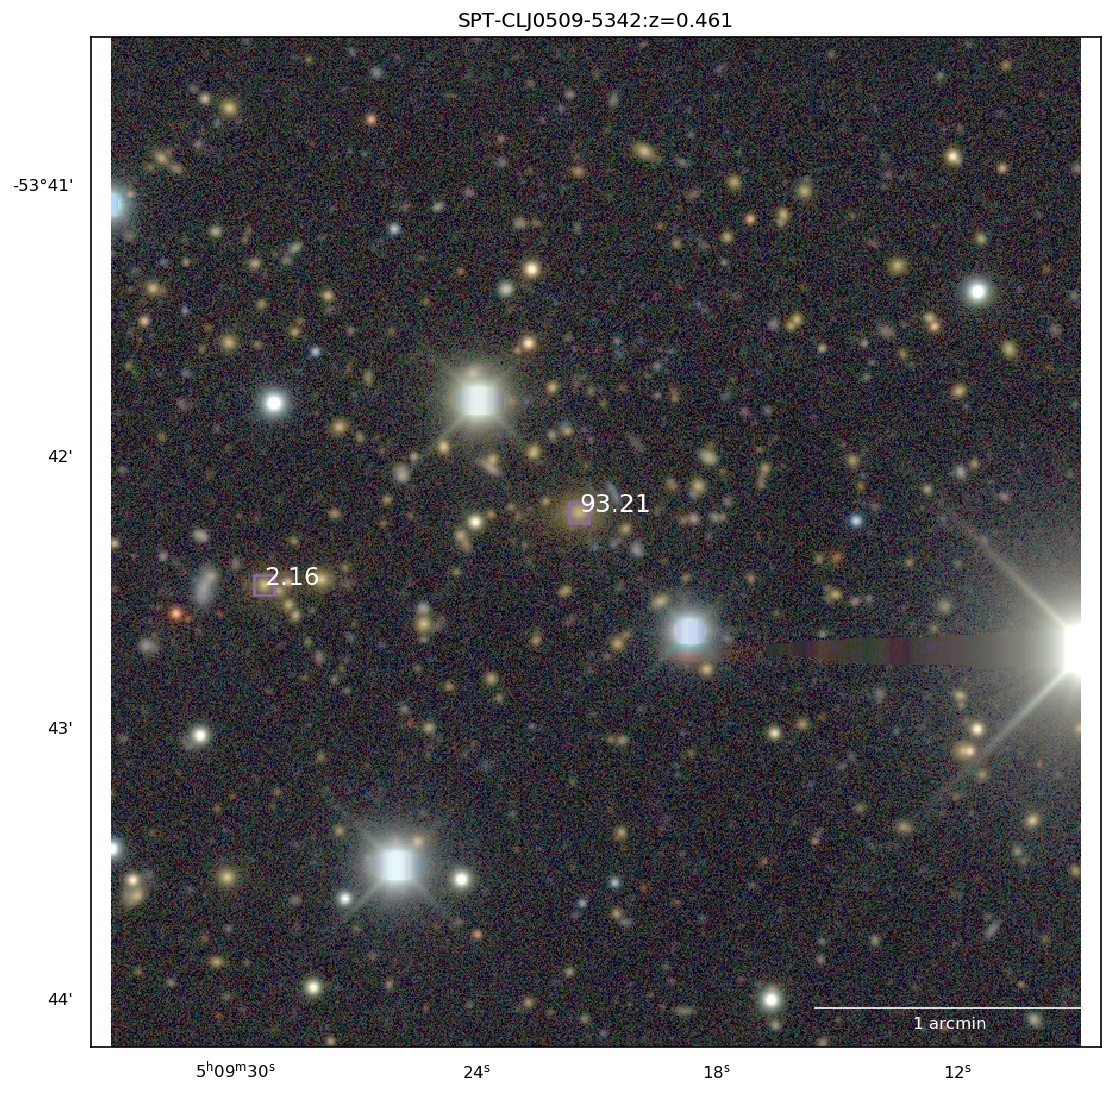 SPT-CLJ0509-5342:z=0.461
-53°41'
42'
93.21
2.16
43'
44'
1 arcmin
5ʰ09ᵐ30ˢ 24ˢ 18ˢ 12ˢ